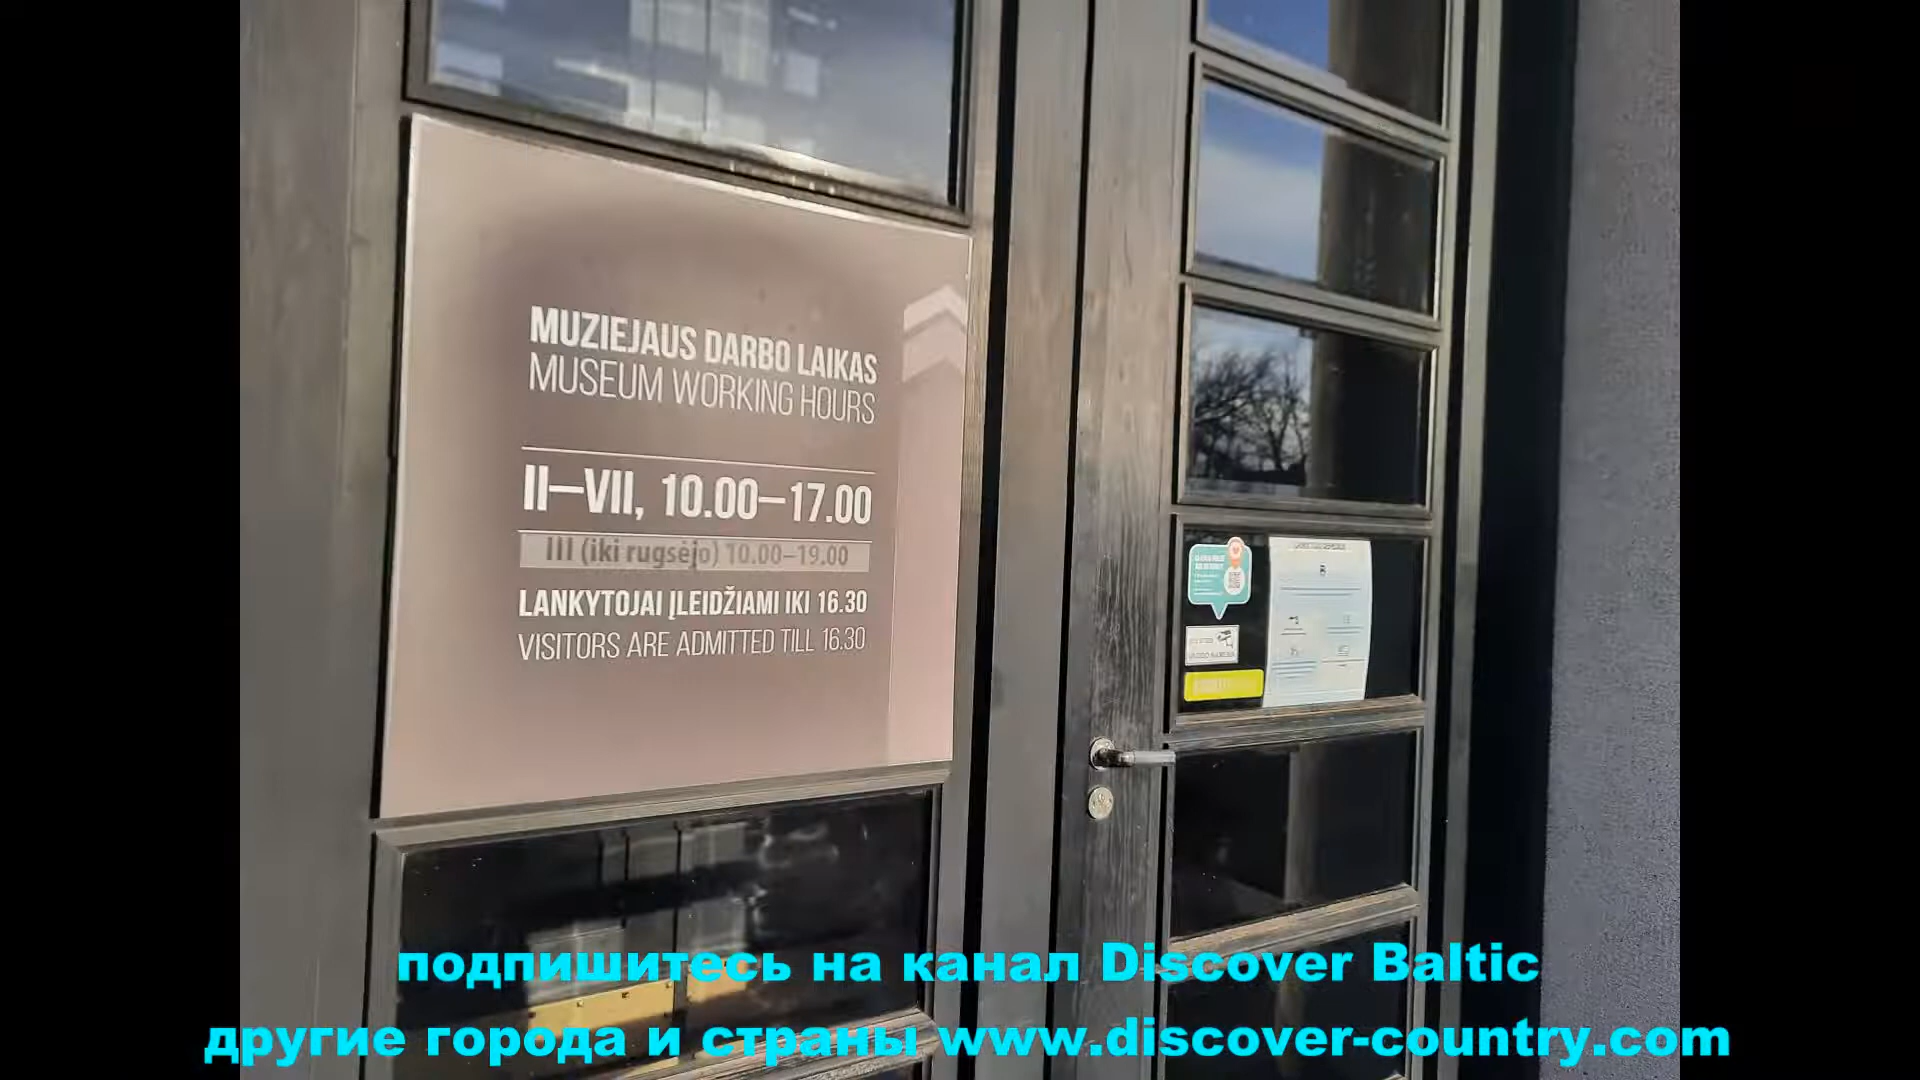 MUZIEJAUS DARBO LAIKAS
MUSEUM WORKING HOURS
II–VII, 10.00–17.00
III (iki rugsėjo) 10.00–19.00
LANKYTOJAI ĮLEIDŽIAMI IKI 16.30
VISITORS ARE ADMITTED TILL 16.30
подпишитесь на канал Discover Baltic
другие города и страны www.discover-country.com